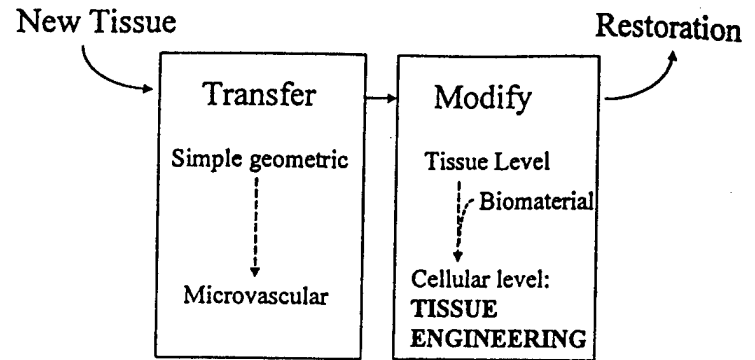 New Tissue
Restoration
Transfer
Simple geometric
Microvascular
Modify
Tissue Level
Biomaterial
Cellular level:
TISSUE
ENGINEERING